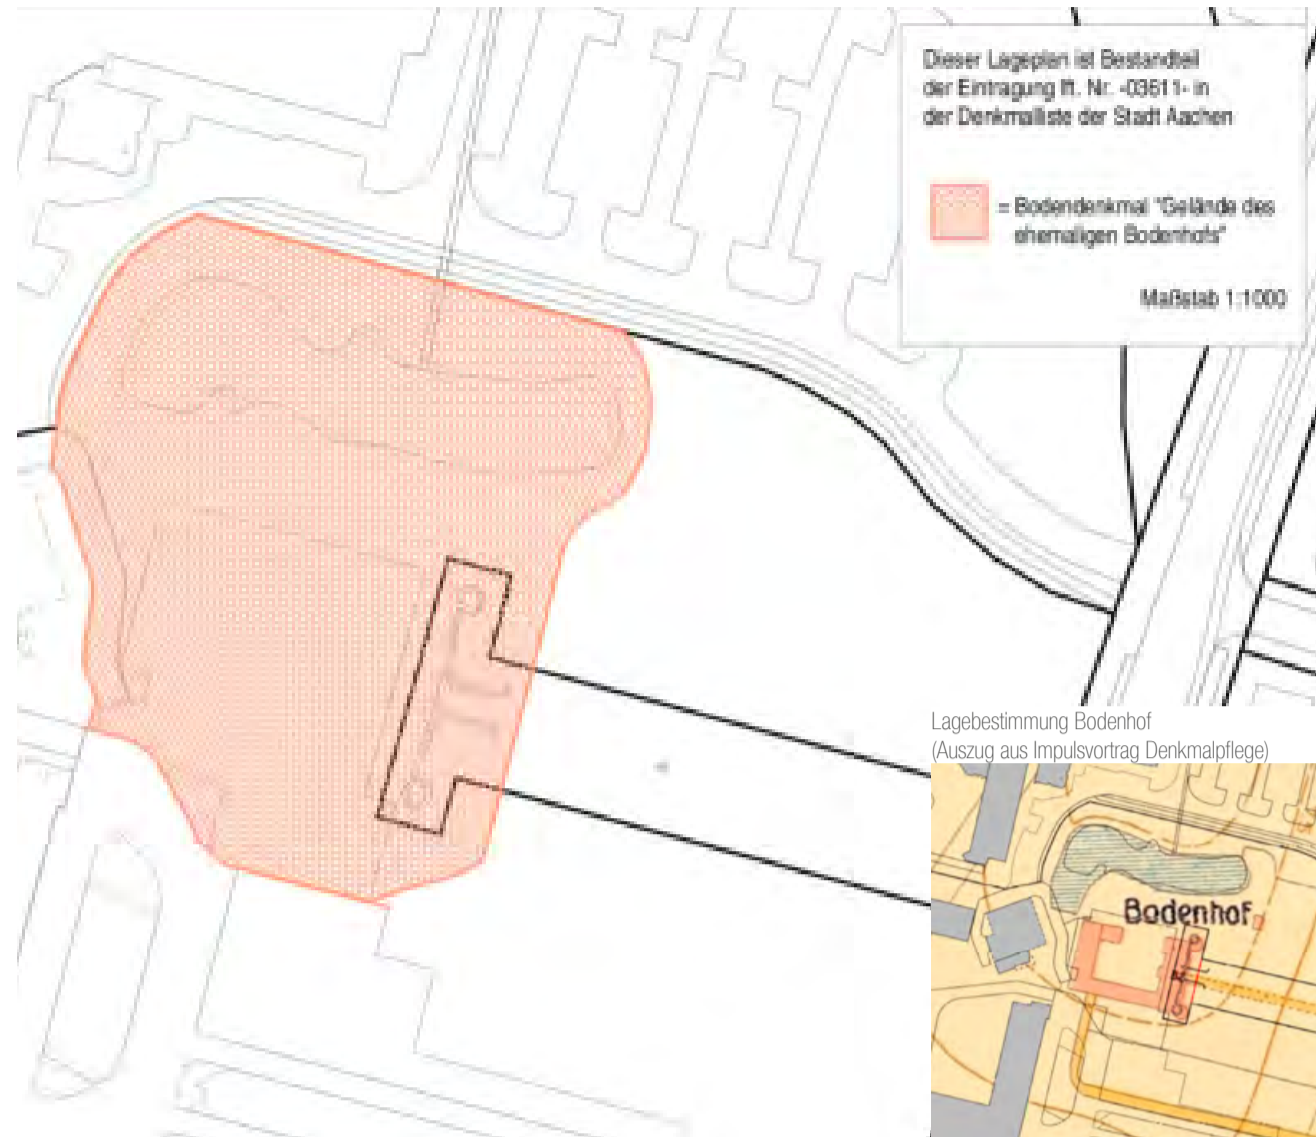 Dieser Lageplan ist Bestandteil
der Eintragung lft. Nr. -03611- in
der Denkmalliste der Stadt Aachen
= Bodendenkmal "Gelände des
ehemaligen Bodenhofs"
Maßstab 1:1000
Lagebestimmung Bodenhof
(Auszug aus Impulsvortrag Denkmalpflege)
Bodenhof